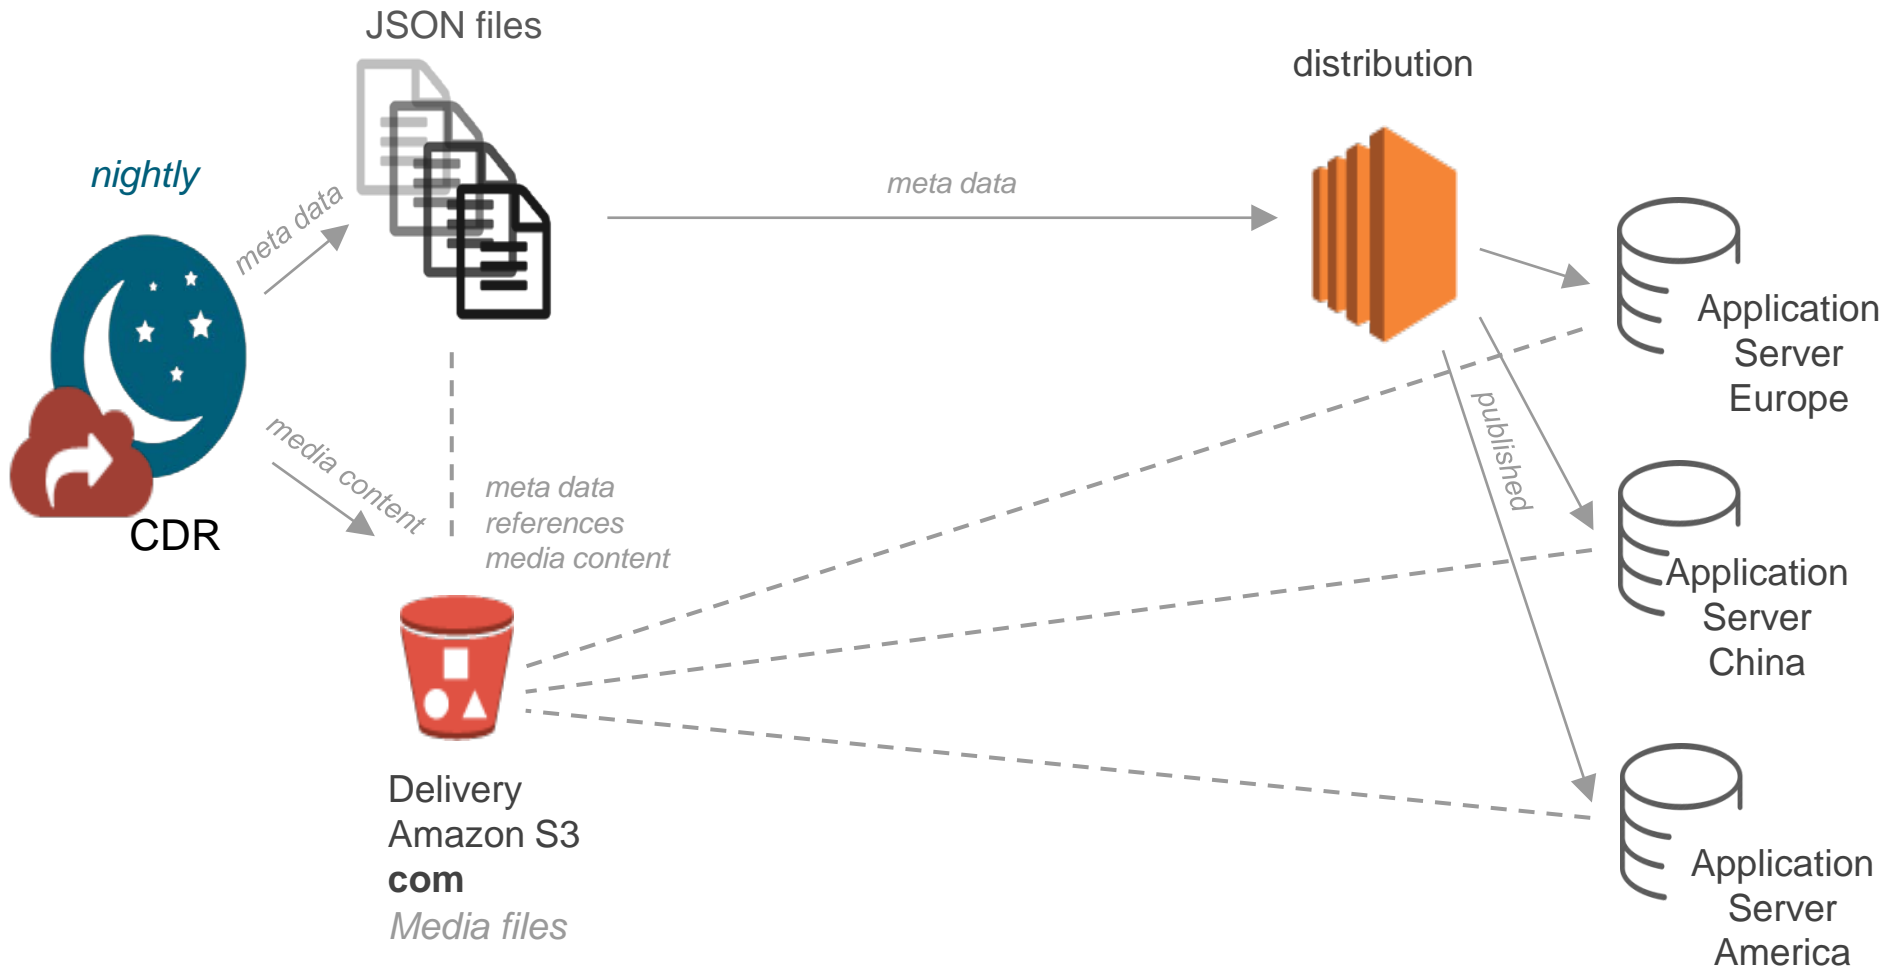 JSON files
distribution
nightly
meta data
meta data
media content
meta data
references
media content
CDR
published
Application
Server
Europe
Application
Server
China
Delivery
Amazon S3
com
Media files
Application
Server
America